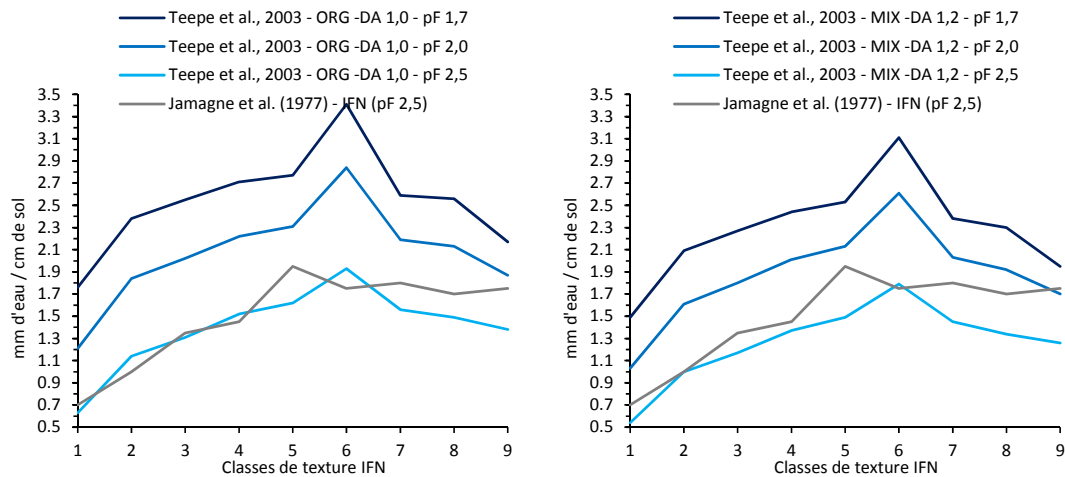 Teepe et al., 2003 - ORG -DA 1,0 - pF 1,7
Teepe et al., 2003 - ORG -DA 1,0 - pF 2,0
Teepe et al., 2003 - ORG -DA 1,0 - pF 2,5
Jamagne et al. (1977) - IFN (pF 2,5)
3.5
3.3
3.1
2.9
2.7
2.5
2.3
2.1
1.9
1.7
1.5
1.3
1.1
0.9
0.7
0.5
mm d'eau / cm de sol
1 2 3 4 5 6 7 8 9
Classes de texture IFN
Teepe et al., 2003 - MIX -DA 1,2 - pF 1,7
Teepe et al., 2003 - MIX -DA 1,2 - pF 2,0
Teepe et al., 2003 - MIX -DA 1,2 - pF 2,5
Jamagne et al. (1977) - IFN (pF 2,5)
3.5
3.3
3.1
2.9
2.7
2.5
2.3
2.1
1.9
1.7
1.5
1.3
1.1
0.9
0.7
0.5
mm d'eau / cm de sol
1 2 3 4 5 6 7 8 9
Classes de texture IFN